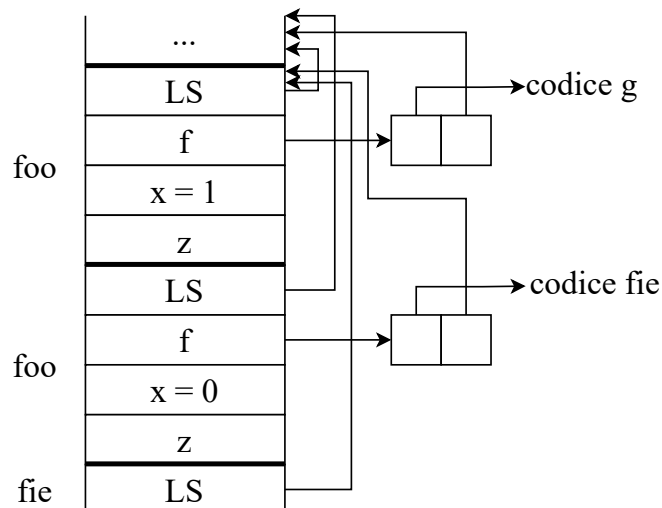 ...
LS
codice g
f
foo
x = 1
z
LS
codice fie
f
foo
x = 0
z
fie
LS